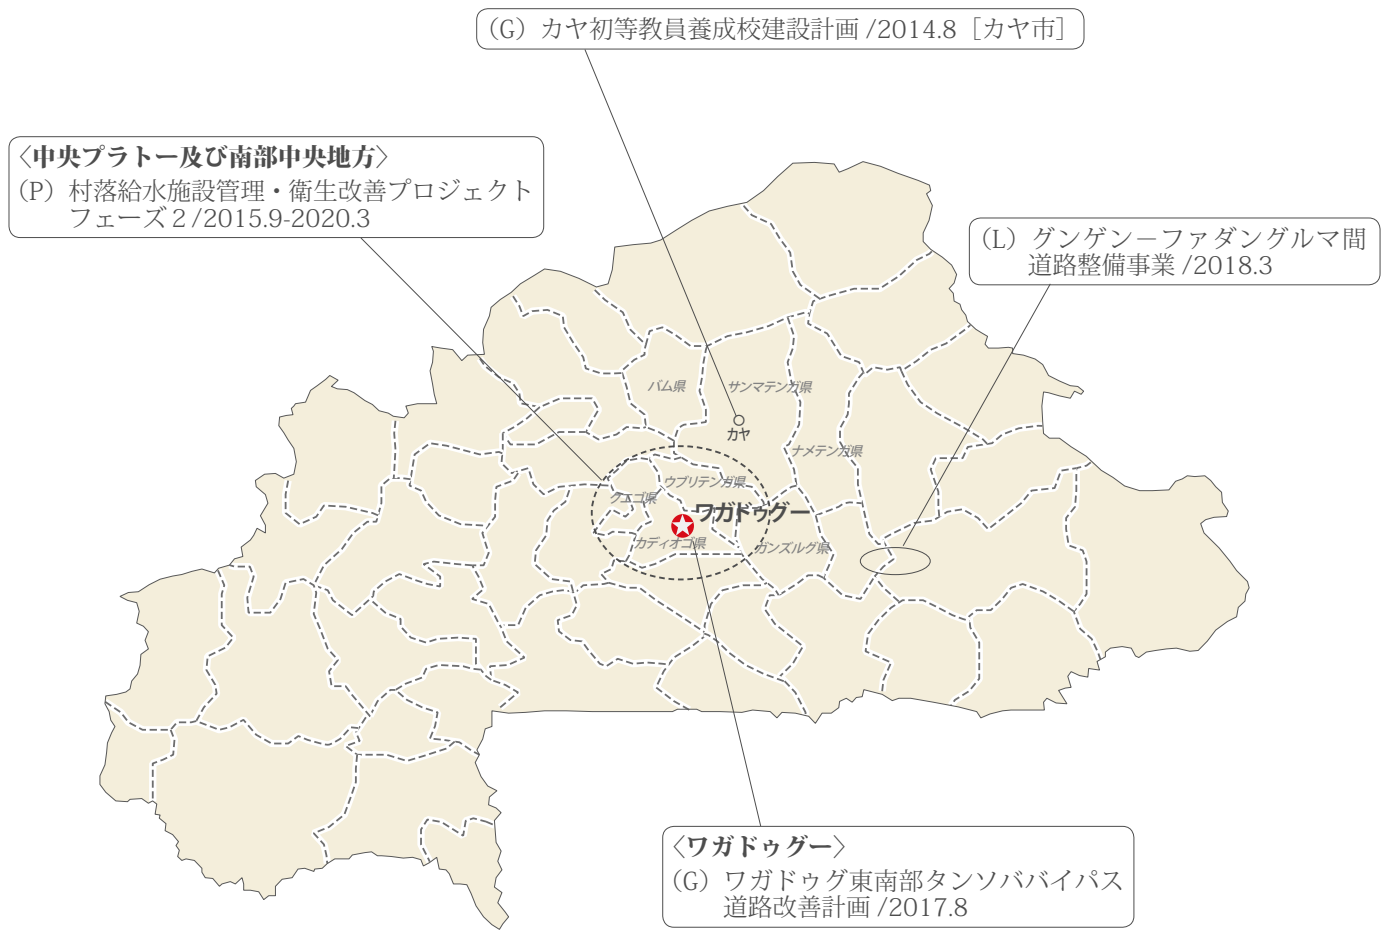 （G）カヤ初等教員養成校建設計画 /2014.8［カヤ市］
〈中央プラトー及び南部中央地方〉
（P）村落給水施設管理・衛生改善プロジェクト
フェーズ２/2015.9-2020.3
（L）グンゲン－ファダングルマ間
道路整備事業 /2018.3
バム県
サンマテンガ県
カヤ
ナメテンガ県
ウブリテンガ県
クエゴ県
ワガドゥグー
カディオゴ県
ガンズルグ県
〈ワガドゥグー〉
（G）ワガドゥグ東南部タンソババイパス
道路改善計画 /2017.8